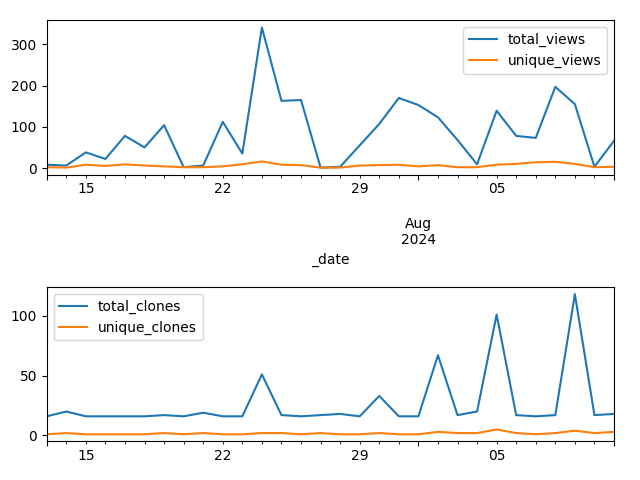 300
200
100
0
total_views
unique_views
15
22
29
05
Aug
2024
_date
100
50
0
total_clones
unique_clones
15
22
29
05